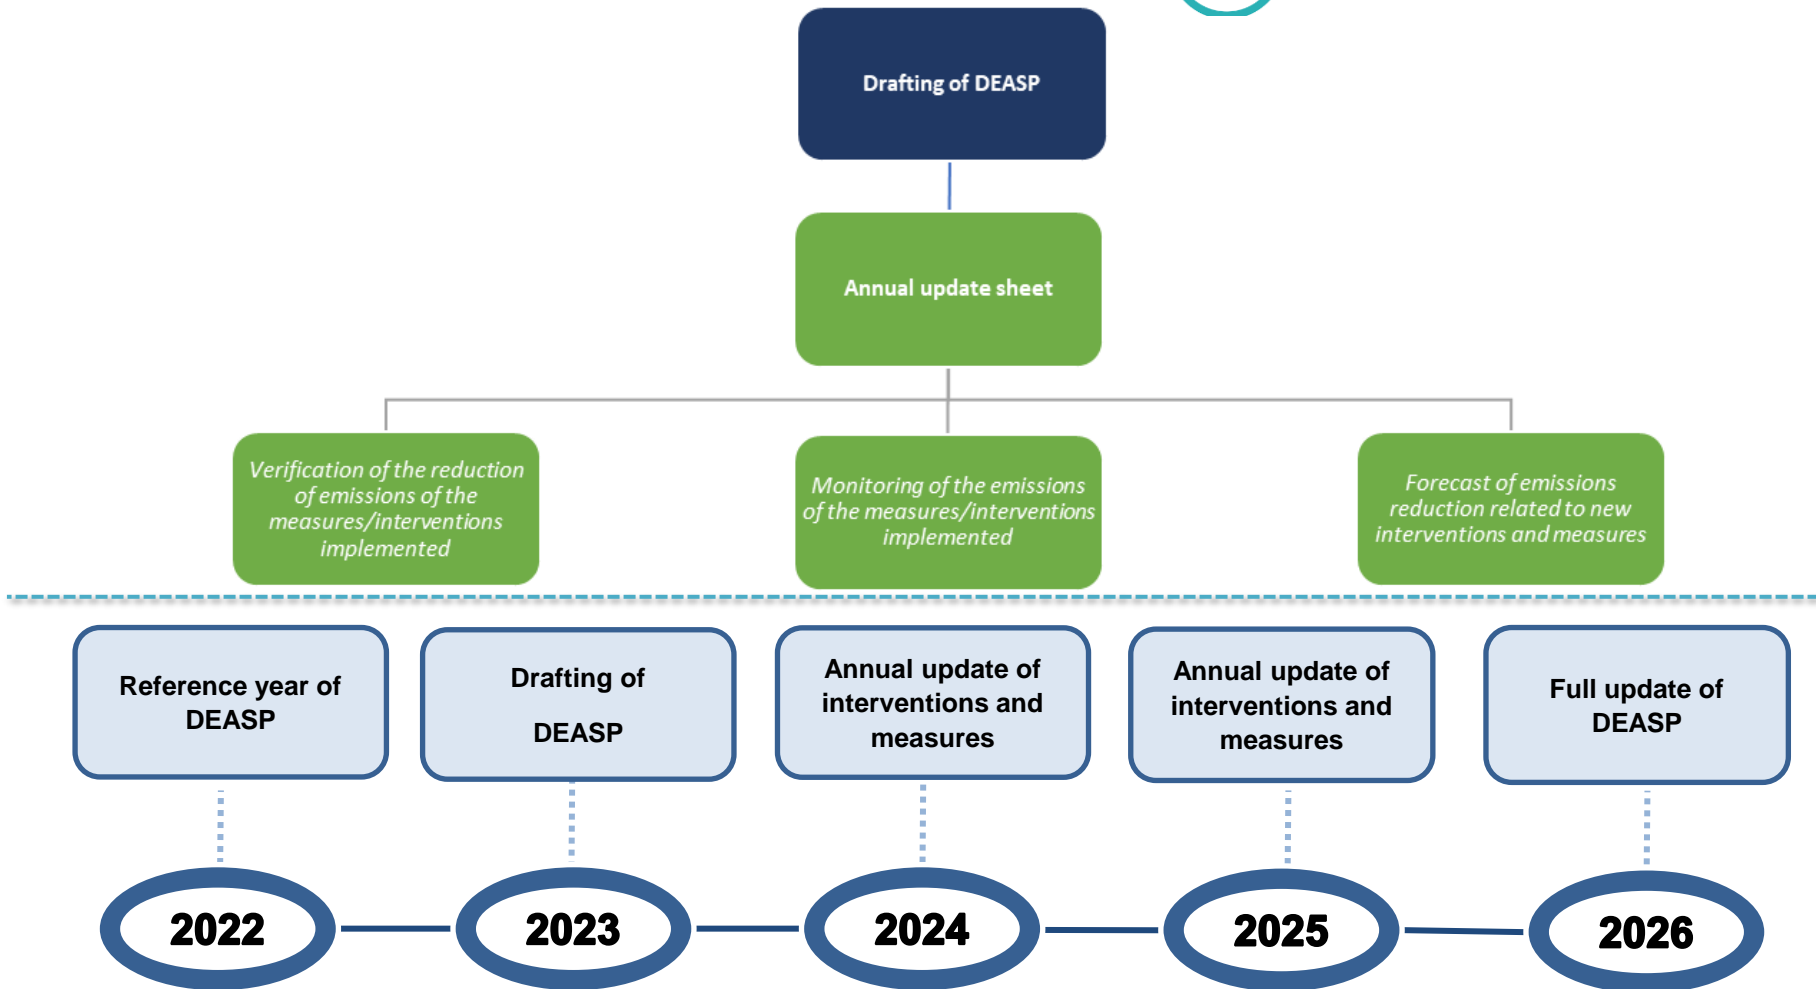 Drafting of DEASP
Annual update sheet
Verification of the reduction
of emissions of the
measures/interventions
implemented
Monitoring of the emissions
of the measures/interventions
implemented
Forecast of emissions
reduction related to new
interventions and measures
Reference year of
DEASP
Drafting of
DEASP
Annual update of
interventions and
measures
Annual update of
interventions and
measures
Full update of
DEASP
2022
2023
2024
2025
2026